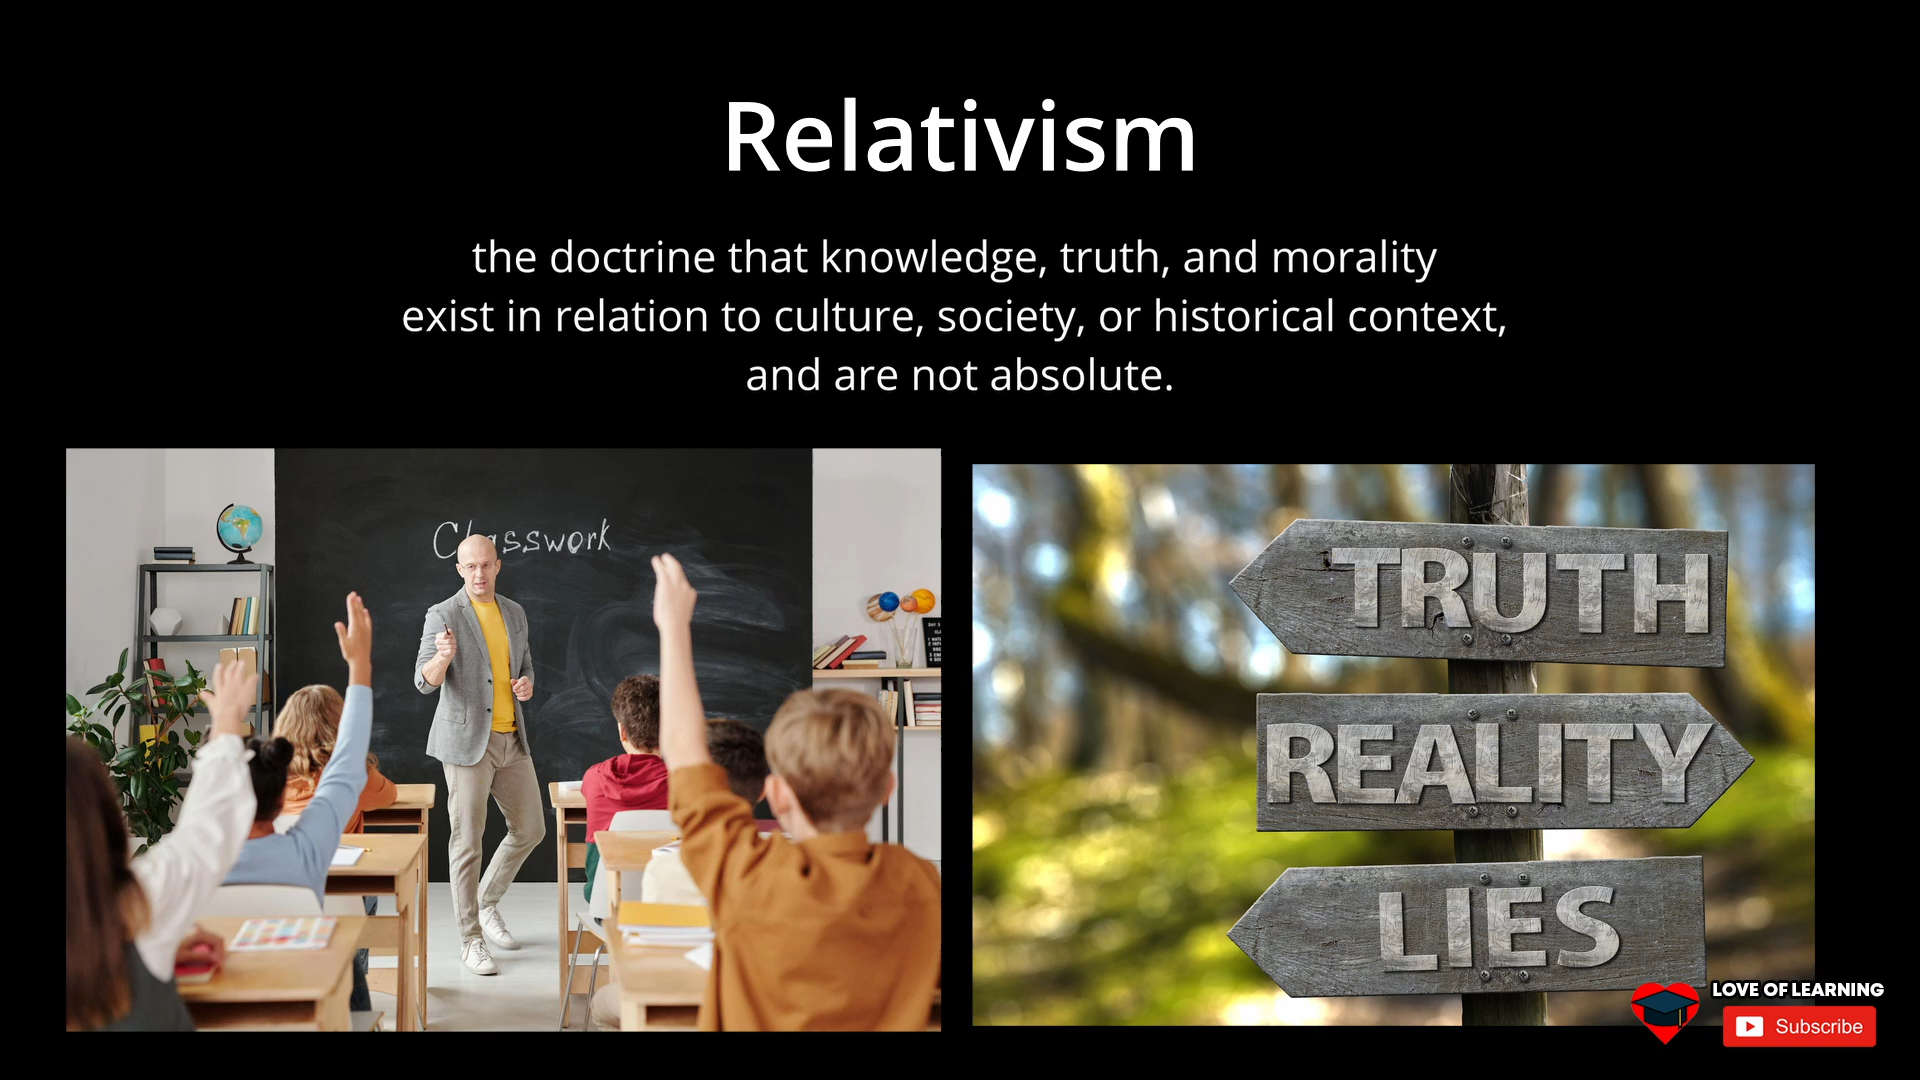 Relativism
the doctrine that knowledge, truth, and morality
exist in relation to culture, society, or historical context,
and are not absolute.
Classwork
TRUTH
REALITY
LIES
LOVE OF LEARNING
Subscribe